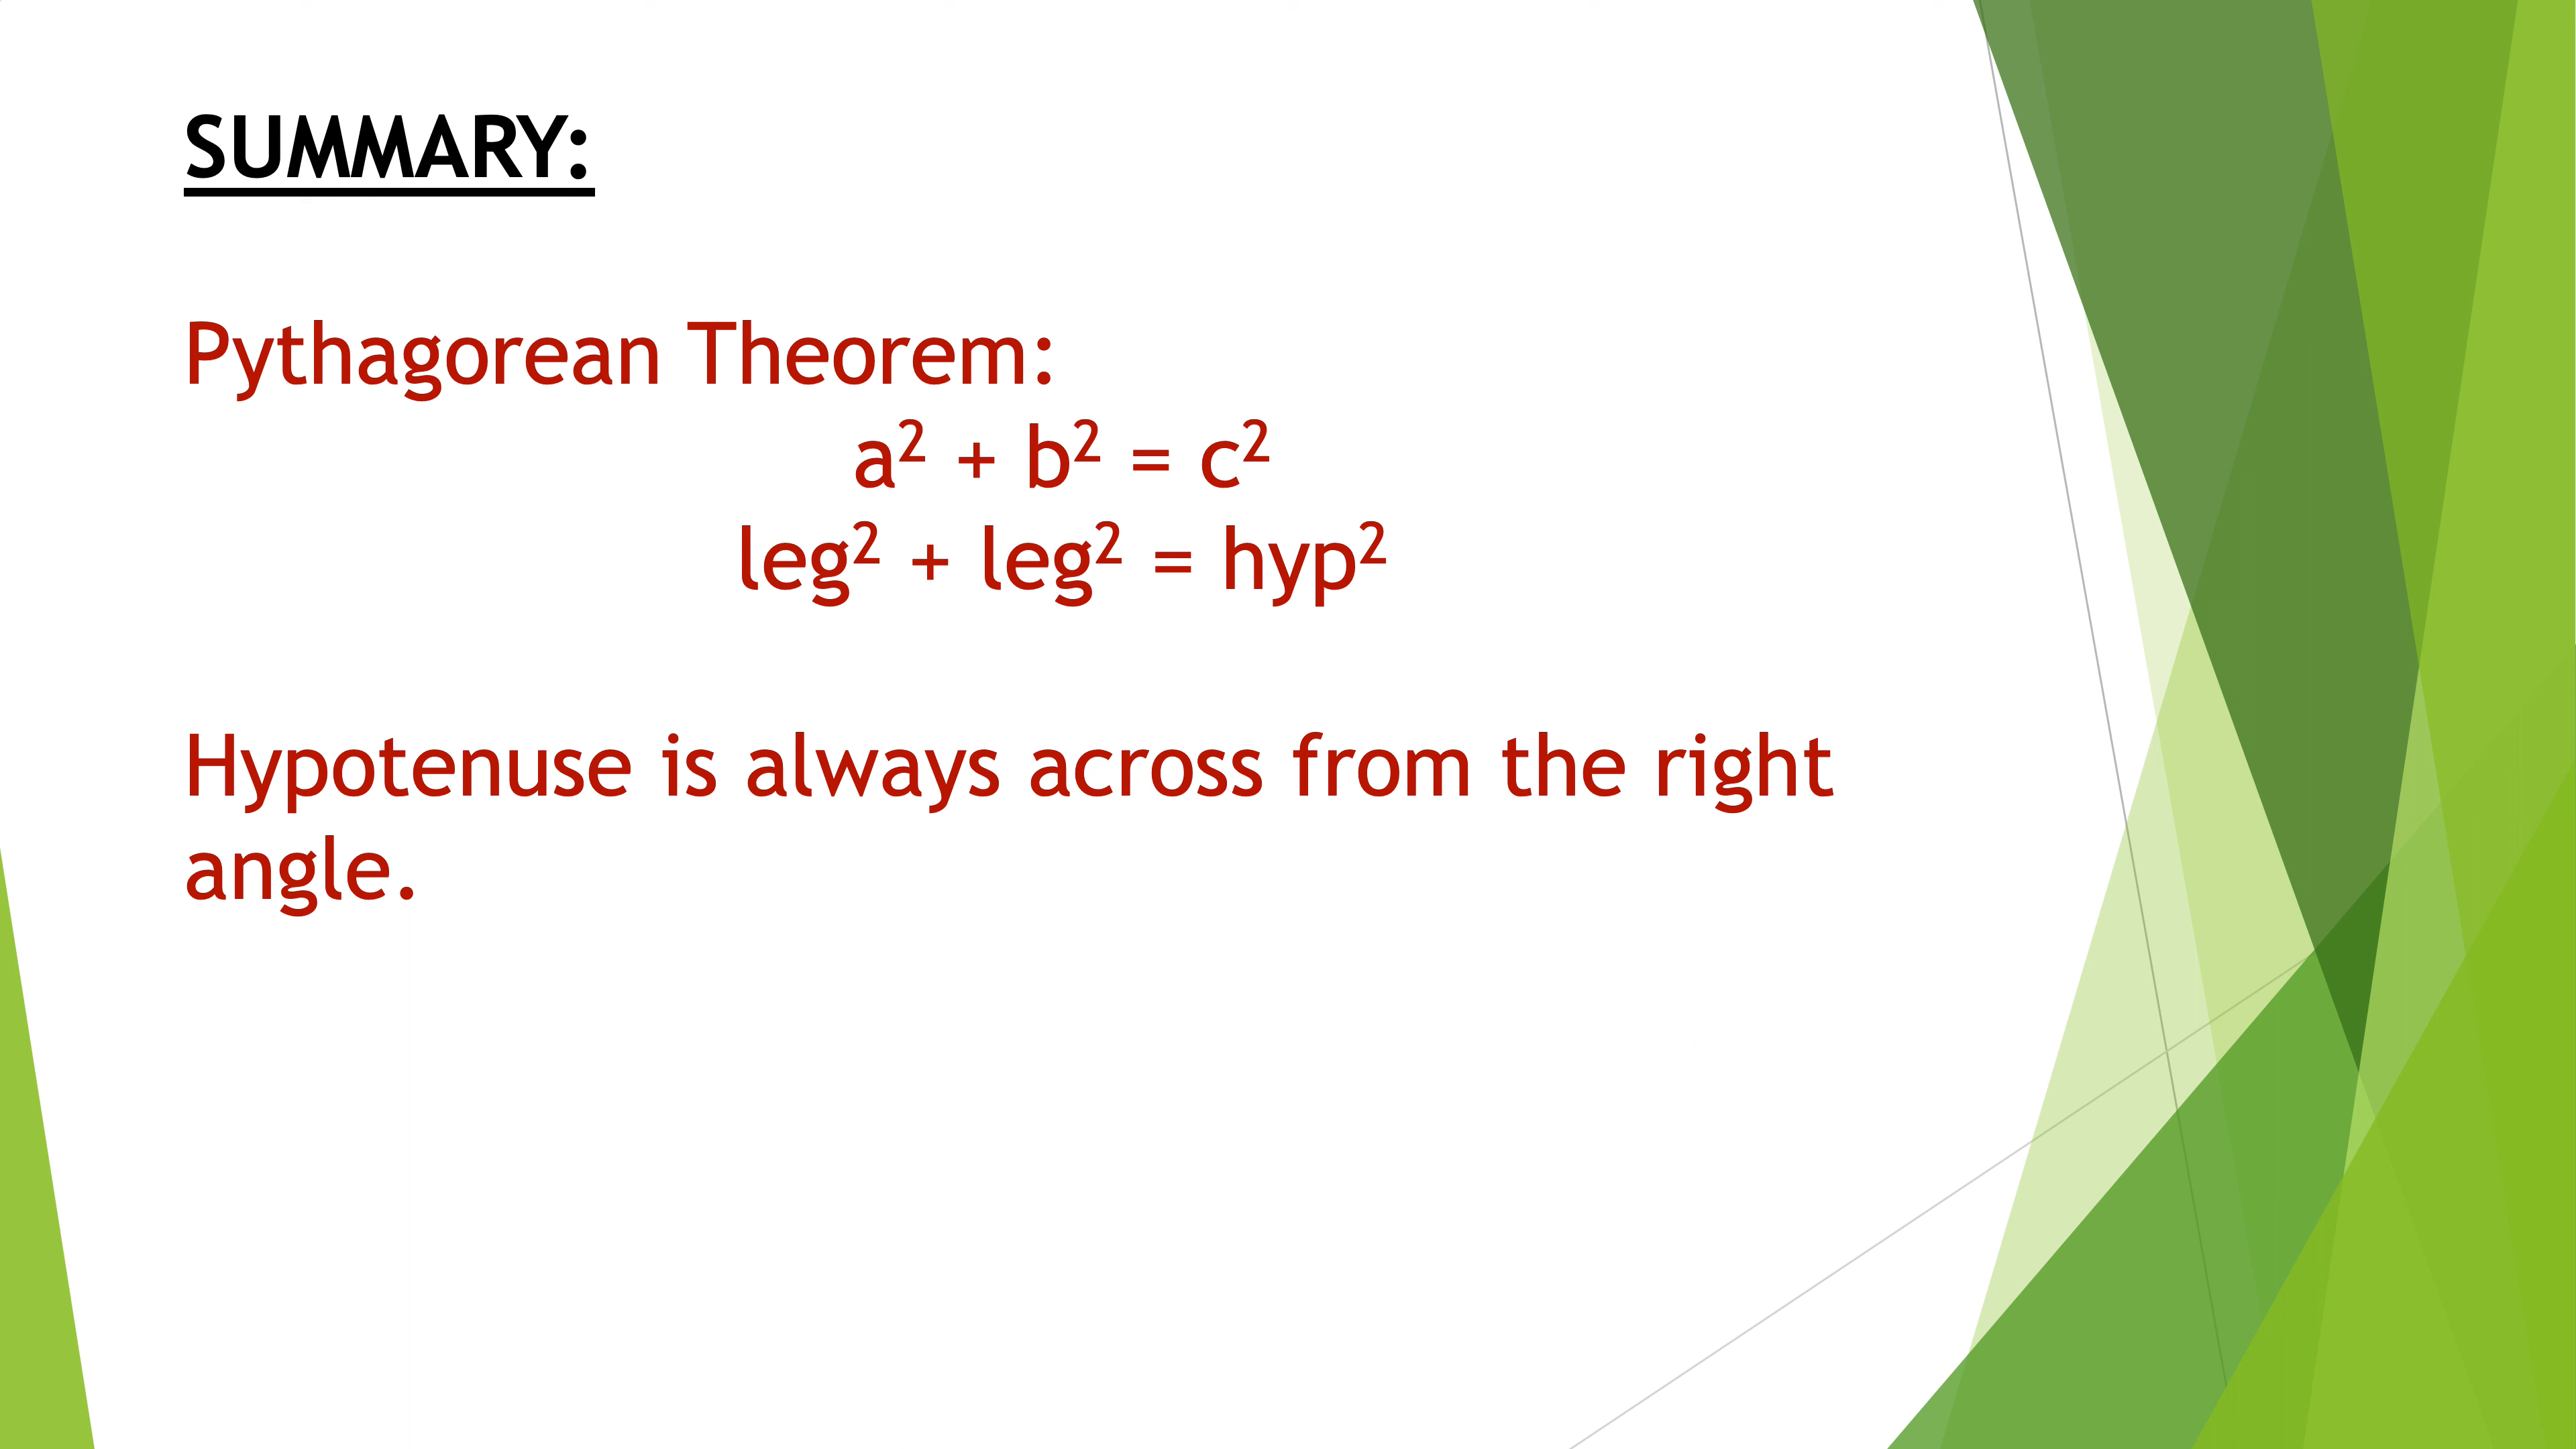 SUMMARY:
Pythagorean Theorem:
a² + b² = c²
leg² + leg² = hyp²
Hypotenuse is always across from the right
angle.